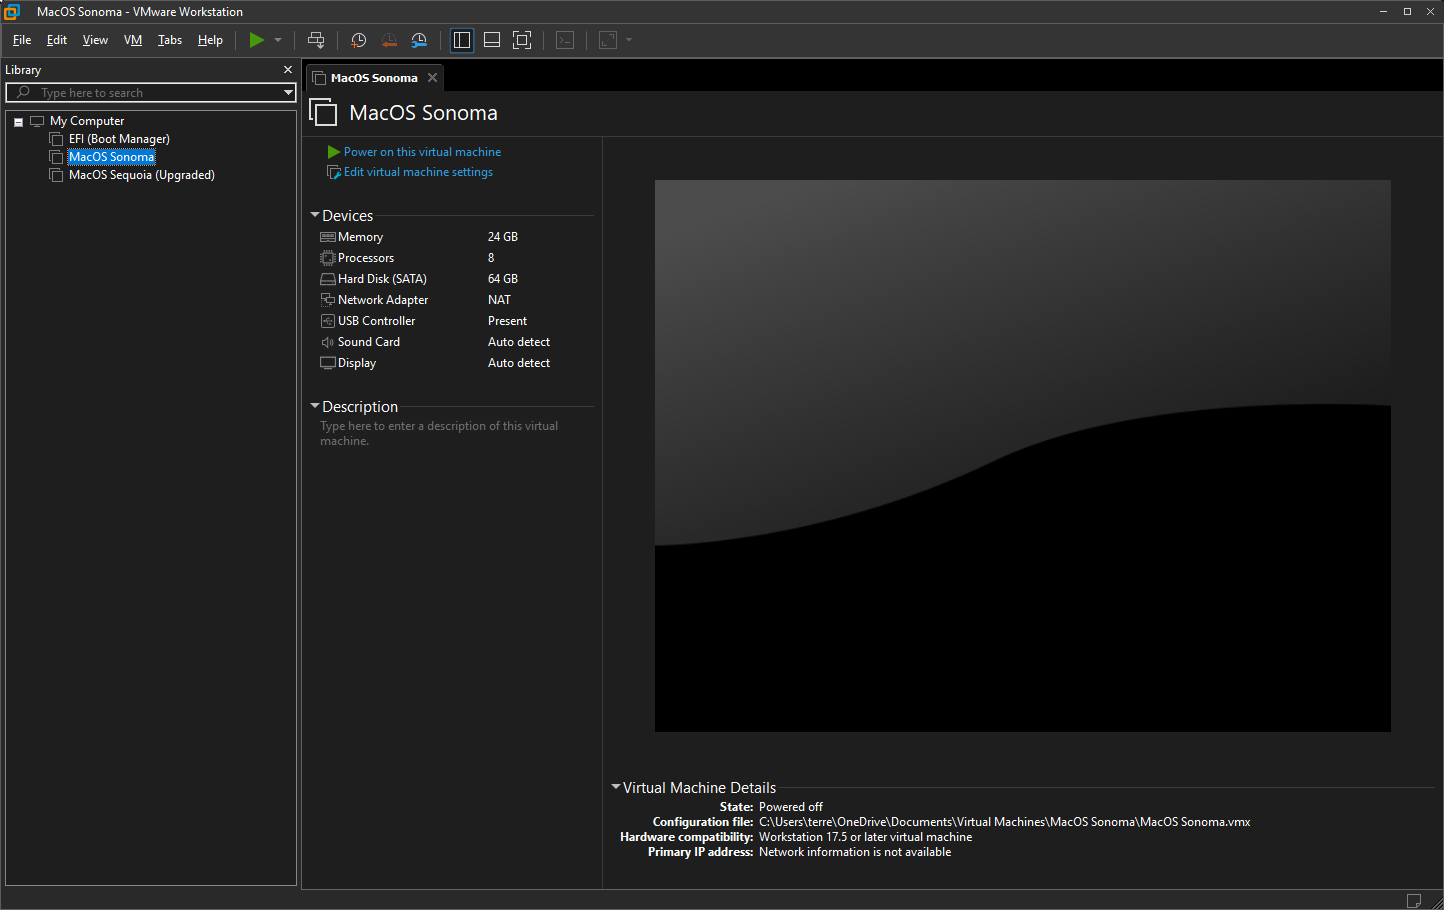 MacOS Sonoma - VMware Workstation
File Edit View VM Tabs Help
Library
Type here to search
My Computer
EFI (Boot Manager)
MacOS Sonoma
MacOS Sequoia (Upgraded)
MacOS Sonoma
MacOS Sonoma
Power on this virtual machine
Edit virtual machine settings
Devices
Memory 24 GB
Processors 8
Hard Disk (SATA) 64 GB
Network Adapter NAT
USB Controller Present
Sound Card Auto detect
Display Auto detect
Description
Type here to enter a description of this virtual
machine.
Virtual Machine Details
State: Powered off
Configuration file: C:\Users\terre\OneDrive\Documents\Virtual Machines\MacOS Sonoma\MacOS Sonoma.vmx
Hardware compatibility: Workstation 17.5 or later virtual machine
Primary IP address: Network information is not available